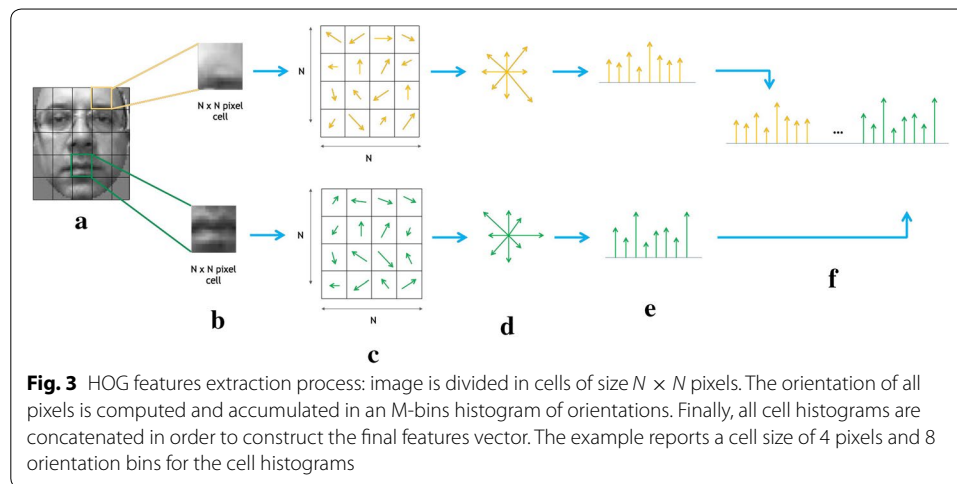 N
N x N pixel
cell
N
a
N
N x N pixel
cell
N
...
b
c
d
e
f
Fig. 3 HOG features extraction process: image is divided in cells of size N × N pixels. The orientation of all
pixels is computed and accumulated in an M-bins histogram of orientations. Finally, all cell histograms are
concatenated in order to construct the final features vector. The example reports a cell size of 4 pixels and 8
orientation bins for the cell histograms